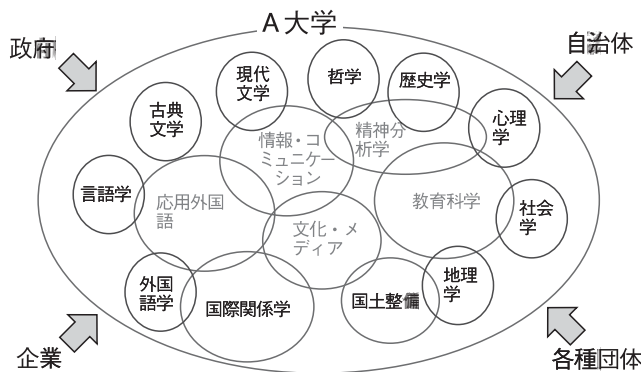 A大学
政府
自治体
現代
文学
哲学
歴史学
古典
文学
情報・コ
ミュニケー
ション
精神分
析学
心理
学
言語学
応用外国
語
教育科学
社会
学
文化・メ
ディア
外国
語学
国際関係学
国土整備
地理
学
企業
各種団体